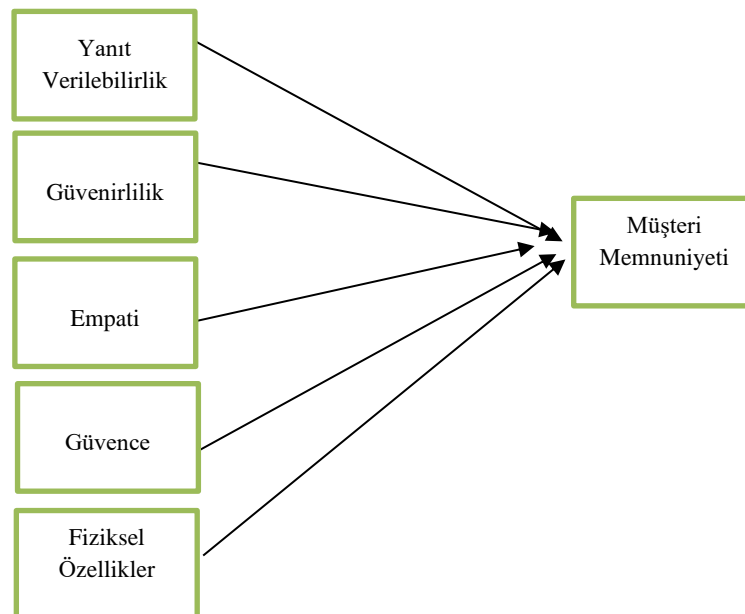 Yanıt
Verilebilirlik
Güvenirlilik
Empati
Güvence
Fiziksel
Özellikler
Müşteri
Memnuniyeti